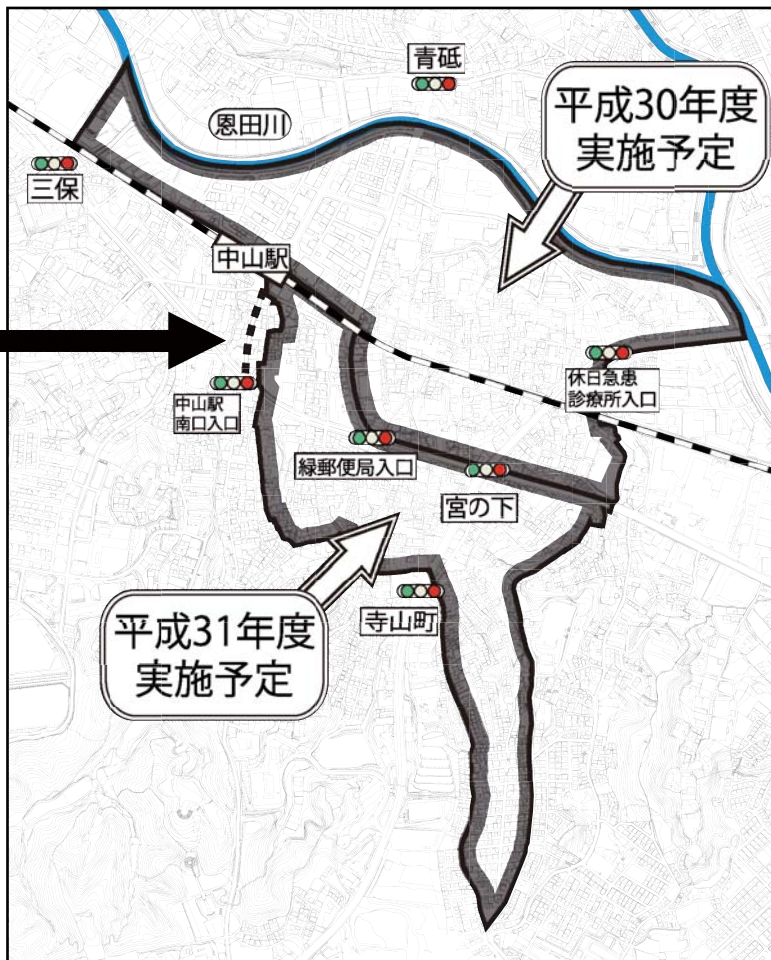 青砥
平成30年度
実施予定
恩田川
三保
中山駅
休日急患
診療所入口
中山駅
南口入口
緑郵便局入口
宮の下
平成31年度
実施予定
寺山町